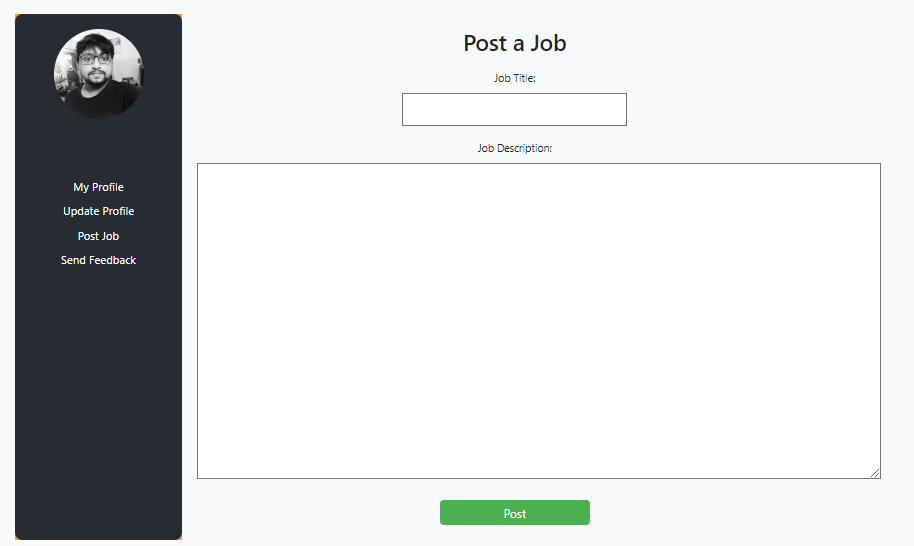 My Profile
Update Profile
Post Job
Send Feedback
Post a Job
Job Title:
Job Description:
Post